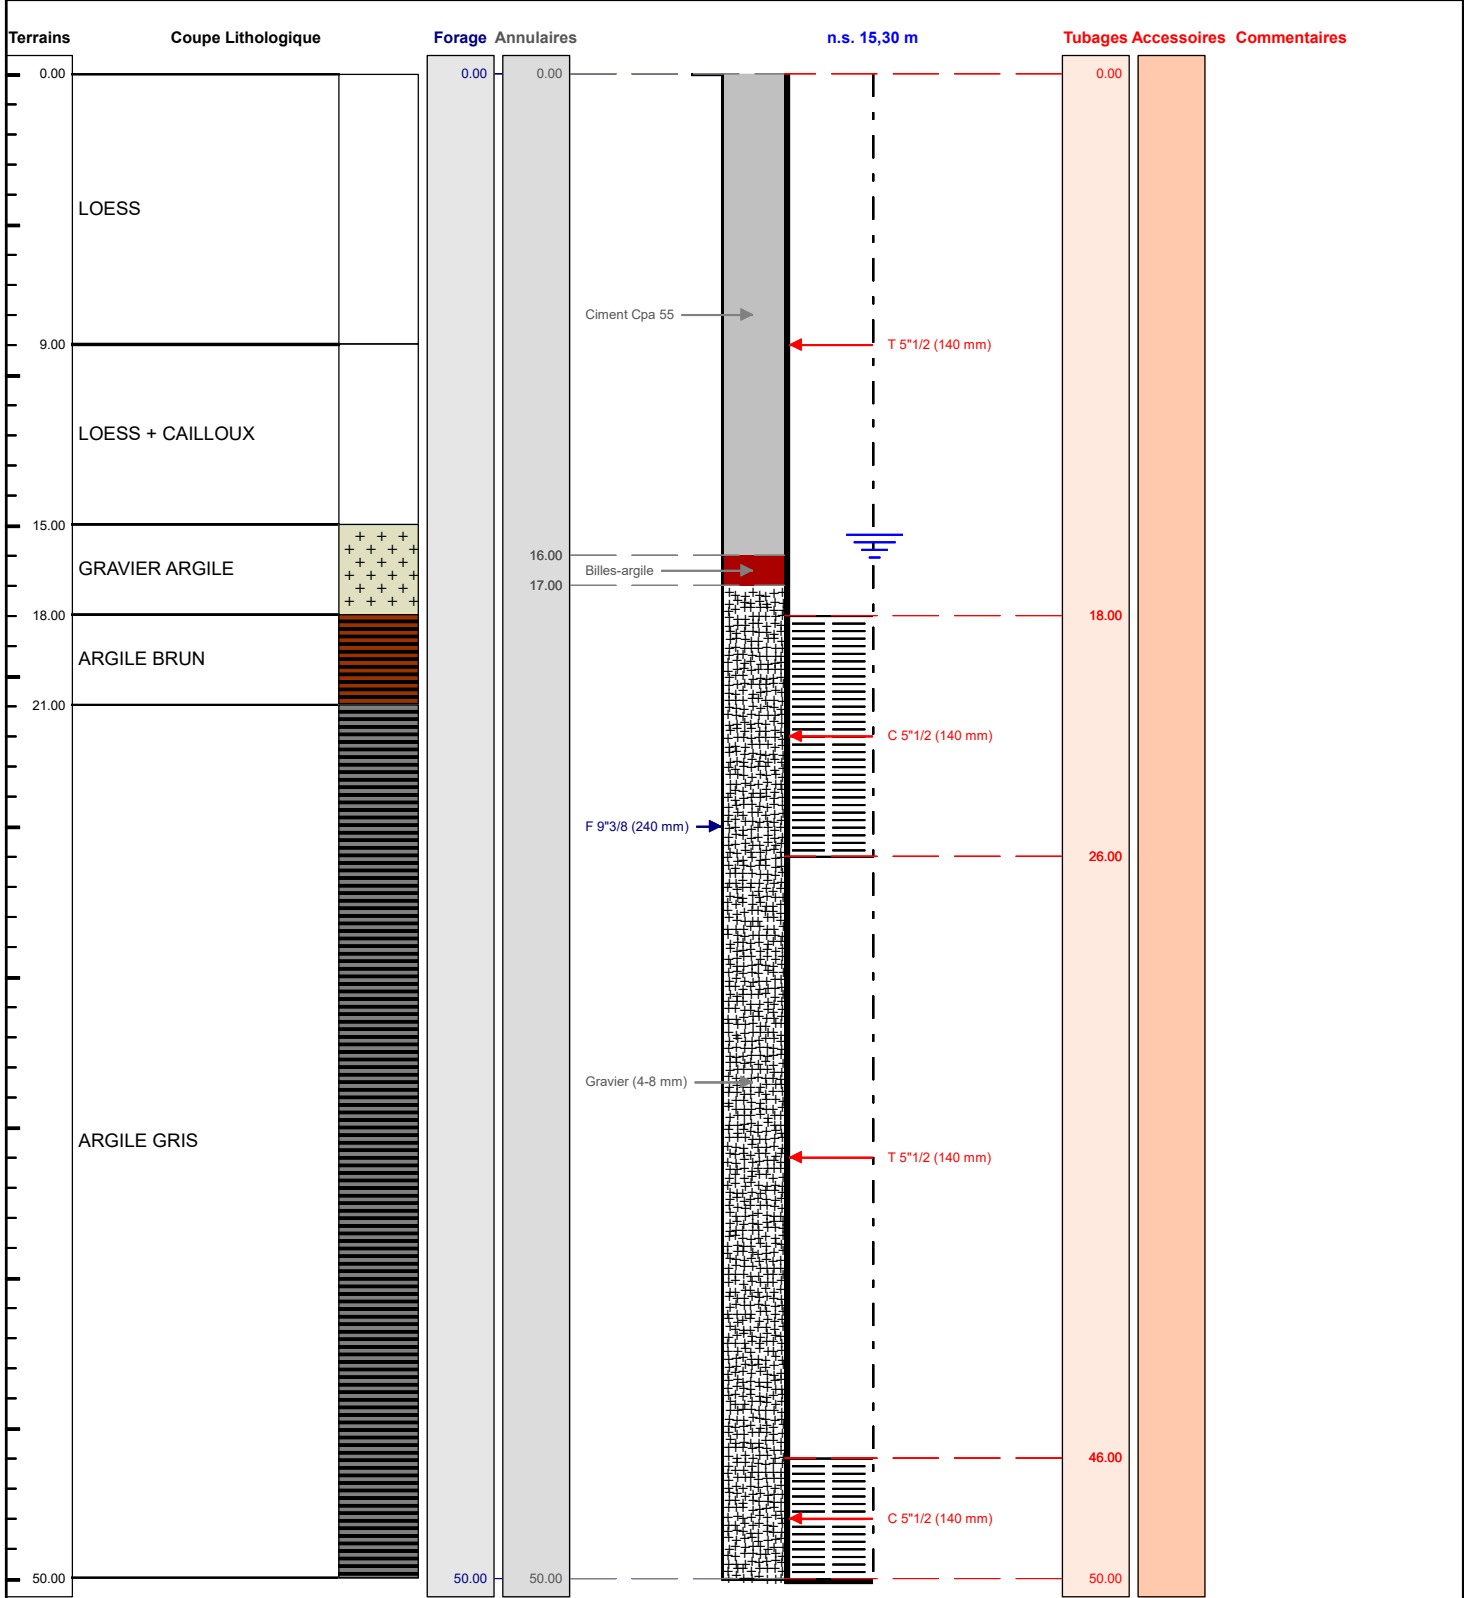 Terrains Coupe Lithologique Forage Annulaires n.s. 15,30 m Tubages Accessoires Commentaires
0.00 0.00 0.00 0.00
LOESS
Ciment Cpa 55
9.00 T 5"1/2 (140 mm)
LOESS + CAILLOUX
15.00
16.00
GRAVIER ARGILE Billes-argile
17.00
18.00 18.00
ARGILE BRUN
21.00
C 5"1/2 (140 mm)
F 9"3/8 (240 mm)
26.00
Gravier (4-8 mm)
ARGILE GRIS
T 5"1/2 (140 mm)
46.00
C 5"1/2 (140 mm)
50.00 50.00 50.00 50.00